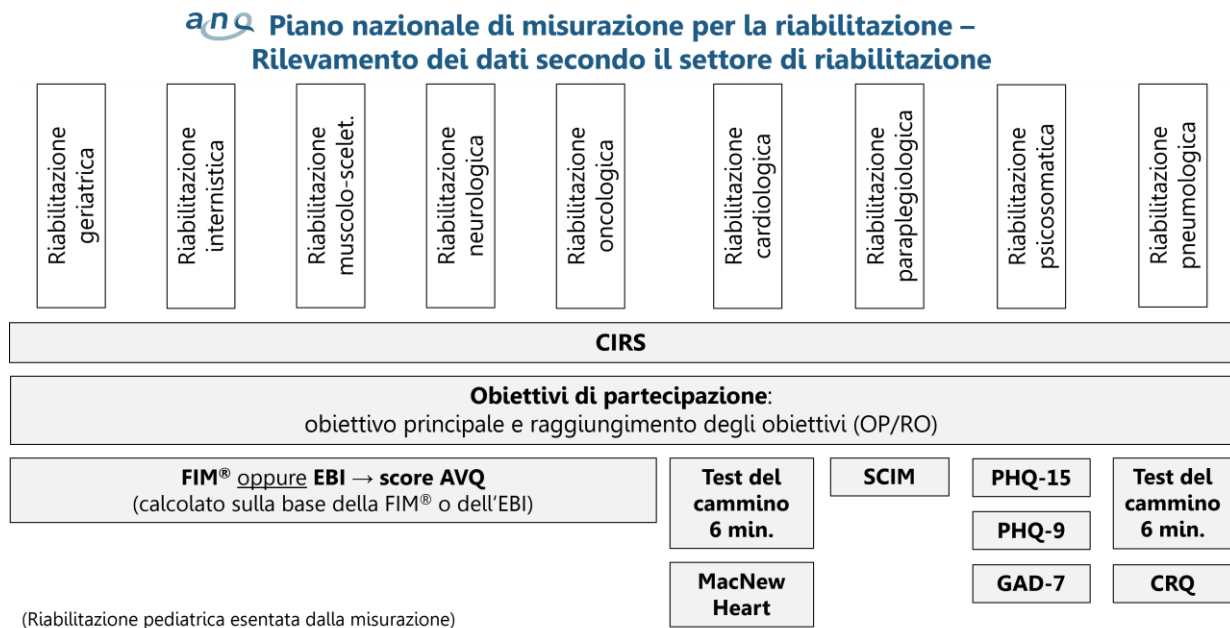 anQ Piano nazionale di misurazione per la riabilitazione –
Rilevamento dei dati secondo il settore di riabilitazione
Riabilitazione
geriatrica
Riabilitazione
internistica
Riabilitazione
muscolo-scelet.
Riabilitazione
neurologica
Riabilitazione
oncologica
Riabilitazione
cardiologica
Riabilitazione
paraplegiologica
Riabilitazione
psicosomatica
Riabilitazione
pneumologica
CIRS
Obiettivi di partecipazione:
obiettivo principale e raggiungimento degli obiettivi (OP/RO)
FIM® oppure EBI → score AVQ
(calcolato sulla base della FIM® o dell'EBI)
Test del
cammino
6 min.
MacNew
Heart
SCIM
PHQ-15
PHQ-9
GAD-7
Test del
cammino
6 min.
CRQ
(Riabilitazione pediatrica esentata dalla misurazione)